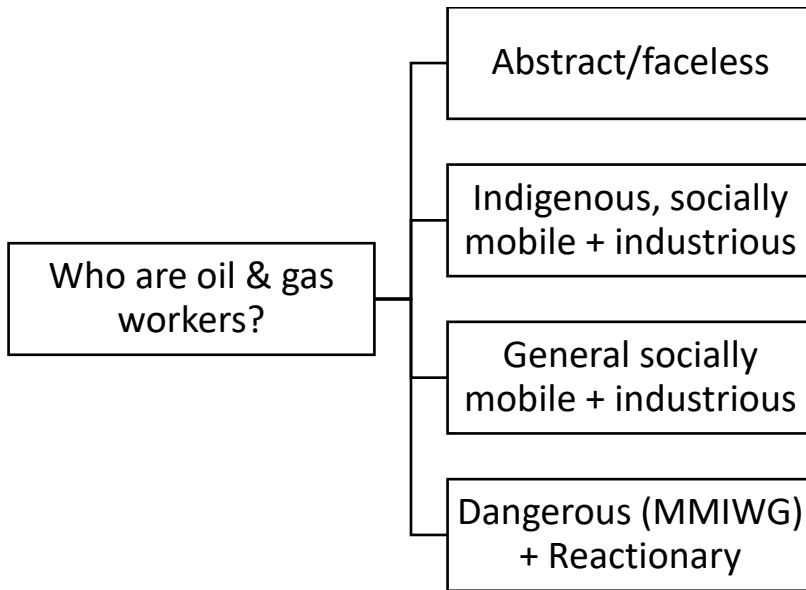 Who are oil & gas
workers?
Abstract/faceless
Indigenous, socially
mobile + industrious
General socially
mobile + industrious
Dangerous (MMIWG)
+ Reactionary